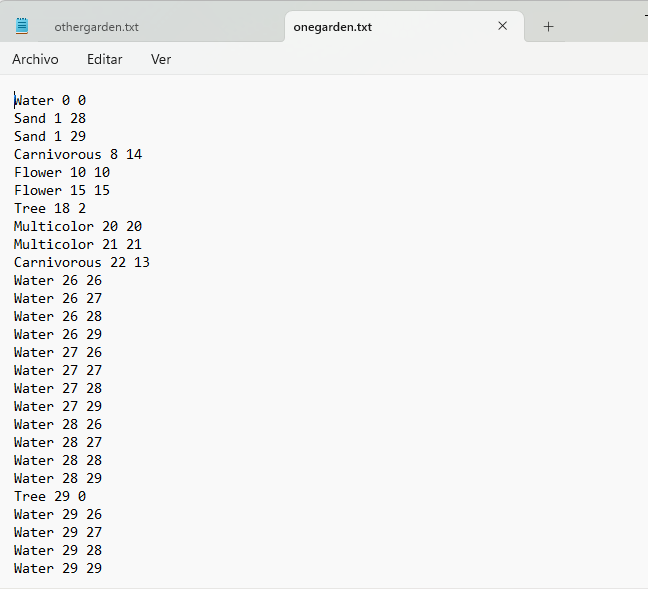 othergarden.txt
onegarden.txt
Archivo Editar Ver
Water 0 0
Sand 1 28
Sand 1 29
Carnivorous 8 14
Flower 10 10
Flower 15 15
Tree 18 2
Multicolor 20 20
Multicolor 21 21
Carnivorous 22 13
Water 26 26
Water 26 27
Water 26 28
Water 26 29
Water 27 26
Water 27 27
Water 27 28
Water 27 29
Water 28 26
Water 28 27
Water 28 28
Water 28 29
Tree 29 0
Water 29 26
Water 29 27
Water 29 28
Water 29 29